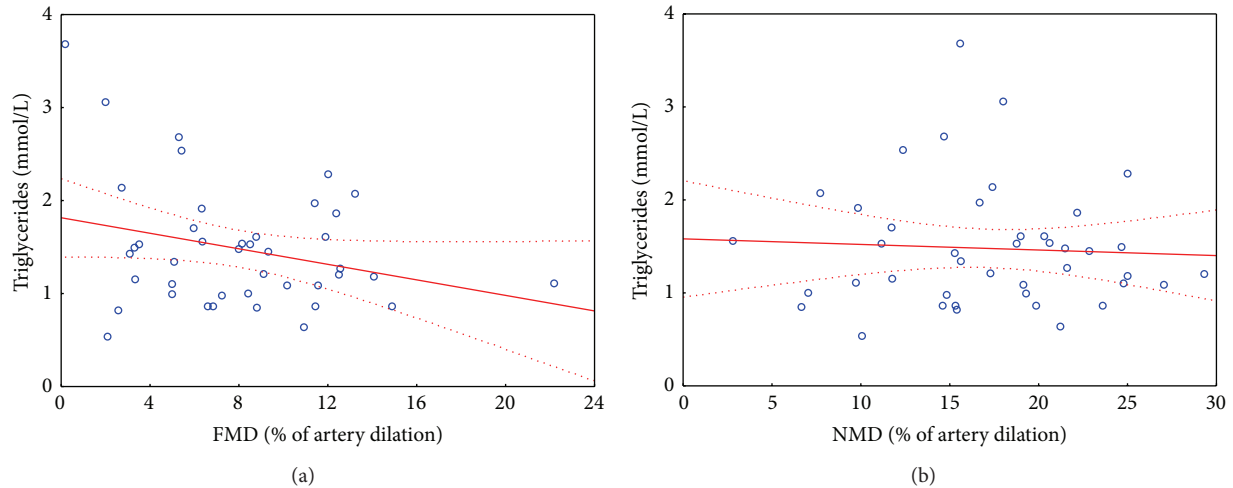 4
3
2
1
0
Triglycerides (mmol/L)
0 4 8 12 16 20 24
FMD (% of artery dilation)
(a)
4
3
2
1
0
Triglycerides (mmol/L)
0 5 10 15 20 25 30
NMD (% of artery dilation)
(b)